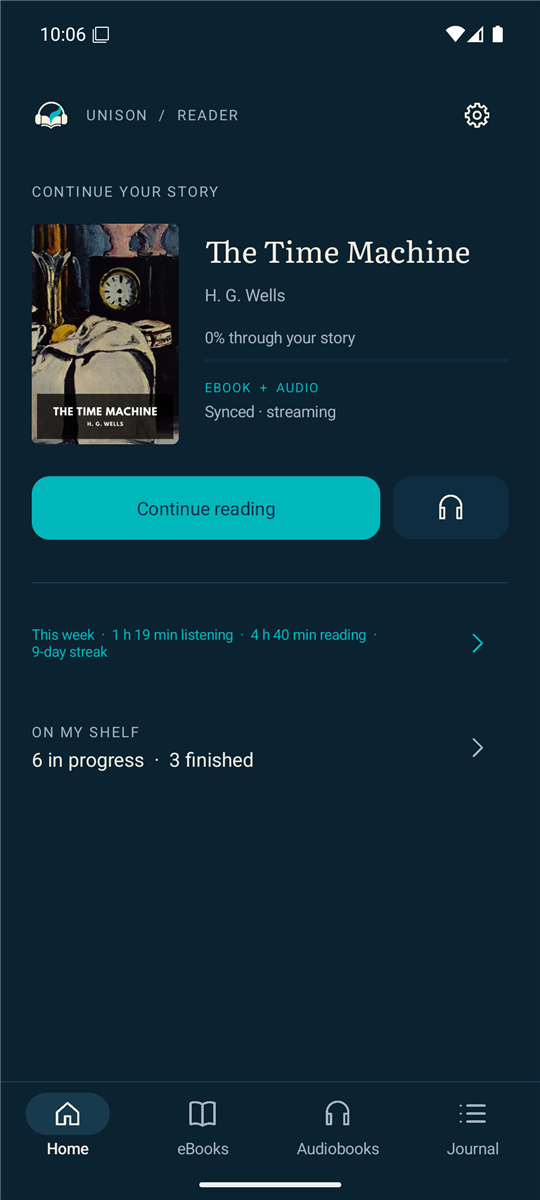 10:06
UNISON / READER
CONTINUE YOUR STORY
The Time Machine
H. G. Wells
0% through your story
EBOOK + AUDIO
Synced · streaming
THE TIME MACHINE
H. G. WELLS
Continue reading
This week · 1 h 19 min listening · 4 h 40 min reading ·
9-day streak
ON MY SHELF
6 in progress · 3 finished
Home
eBooks
Audiobooks
Journal